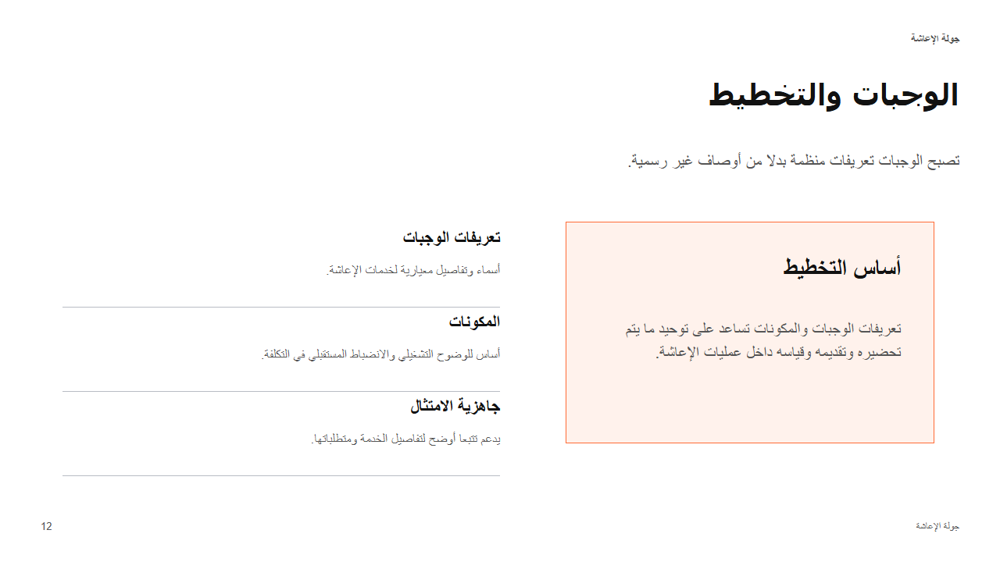 جولة الإعاشة
الوجبات والتخطيط
تصبح الوجبات تعريفات منظمة بدلا من أوصاف غير رسمية.
أساس التخطيط
تعريفات الوجبات والمكونات تساعد على توحيد ما يتم
تحضيره وتقديمه وقياسه داخل عمليات الإعاشة.
تعريفات الوجبات
أسماء وتفاصيل معيارية لخدمات الإعاشة.
المكونات
أساس للوضوح التشغيلي والانضباط المستقبلي في التكلفة.
جاهزية الامتثال
يدعم تتبعا أوضح لتفاصيل الخدمة ومتطلباتها.
جولة الإعاشة
12